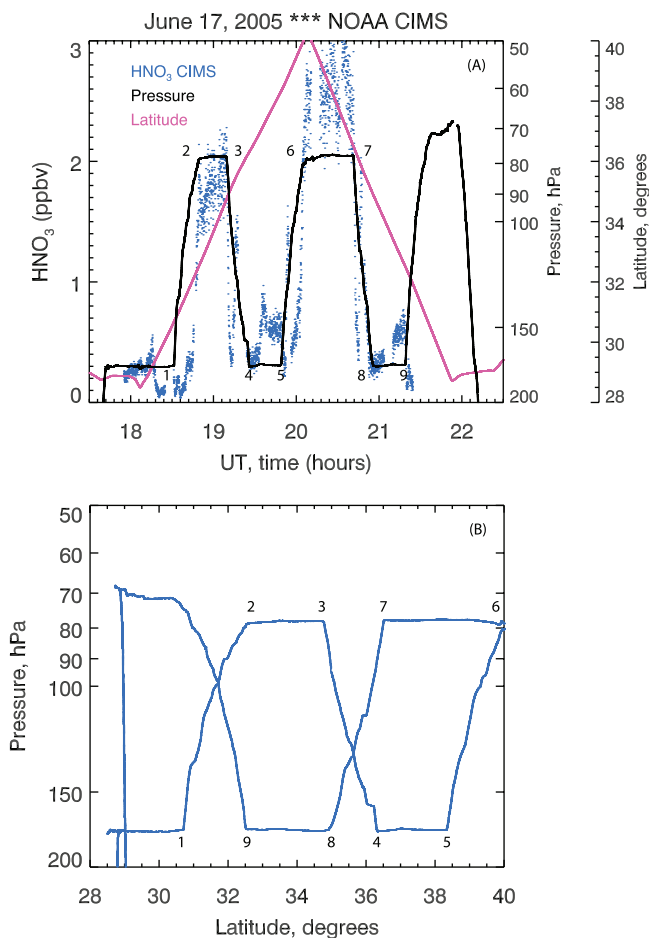 June 17, 2005 *** NOAA CIMS
(A)
HNO3 CIMS
Pressure
Latitude
3
2
1
0
HNO3 (ppbv)
50
60
70
80
90
100
150
200
Pressure, hPa
40
38
36
34
32
30
28
Latitude, degrees
2 3 6 7
1 4 5 8 9
18 19 20 21 22
UT, time (hours)
(B)
50
60
70
80
90
100
150
200
Pressure, hPa
2 3 7 6
1 9 8 4 5
28 30 32 34 36 38 40
Latitude, degrees